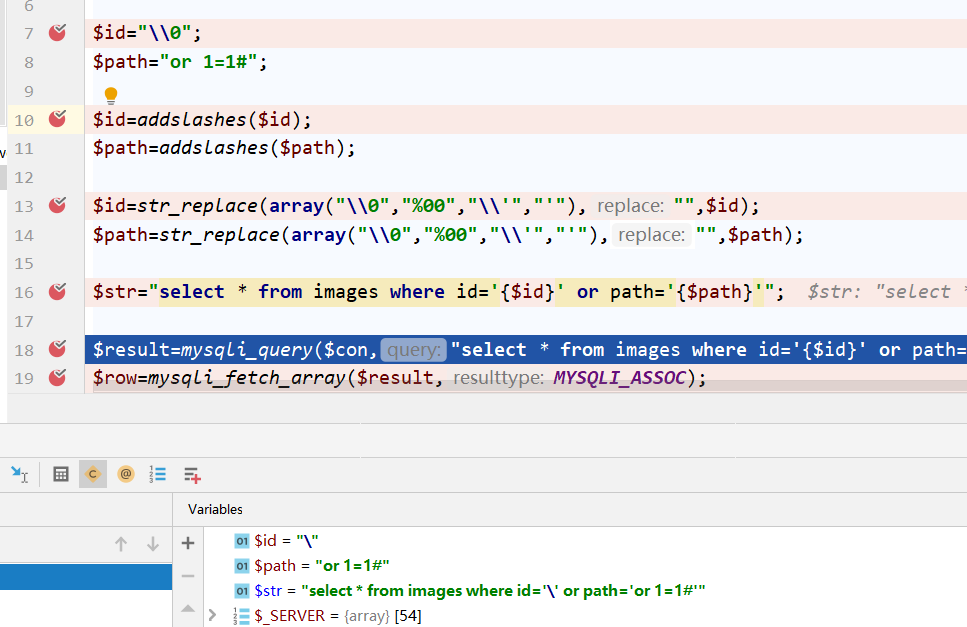 6
7 $id="\\0";
8 $path="or 1=1#";
9
10 $id=addslashes($id);
11 $path=addslashes($path);
12
13 $id=str_replace(array("\\0","%00","\\'","'"), replace: "",$id);
14 $path=str_replace(array("\\0","%00","\\'","'"), replace: "",$path);
15
16 $str="select * from images where id='{$id}' or path='{$path}'"; $str: "select *
17
18 $result=mysqli_query($con, query: "select * from images where id='{$id}' or path=
19 $row=mysqli_fetch_array($result, resulttype: MYSQLI_ASSOC);
Variables
01 $id = "\"
01 $path = "or 1=1#"
01 $str = "select * from images where id='\' or path='or 1=1#'"
$_SERVER = {array} [54]